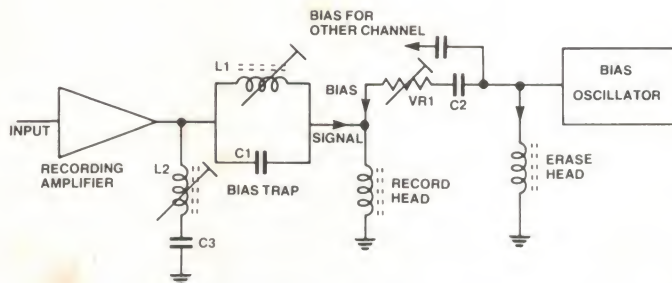 BIAS FOR
OTHER CHANNEL
L1
BIAS
OSCILLATOR
BIAS
VR1
C2
INPUT
SIGNAL
C1
RECORDING
AMPLIFIER
L2
BIAS TRAP
RECORD
HEAD
ERASE
HEAD
C3